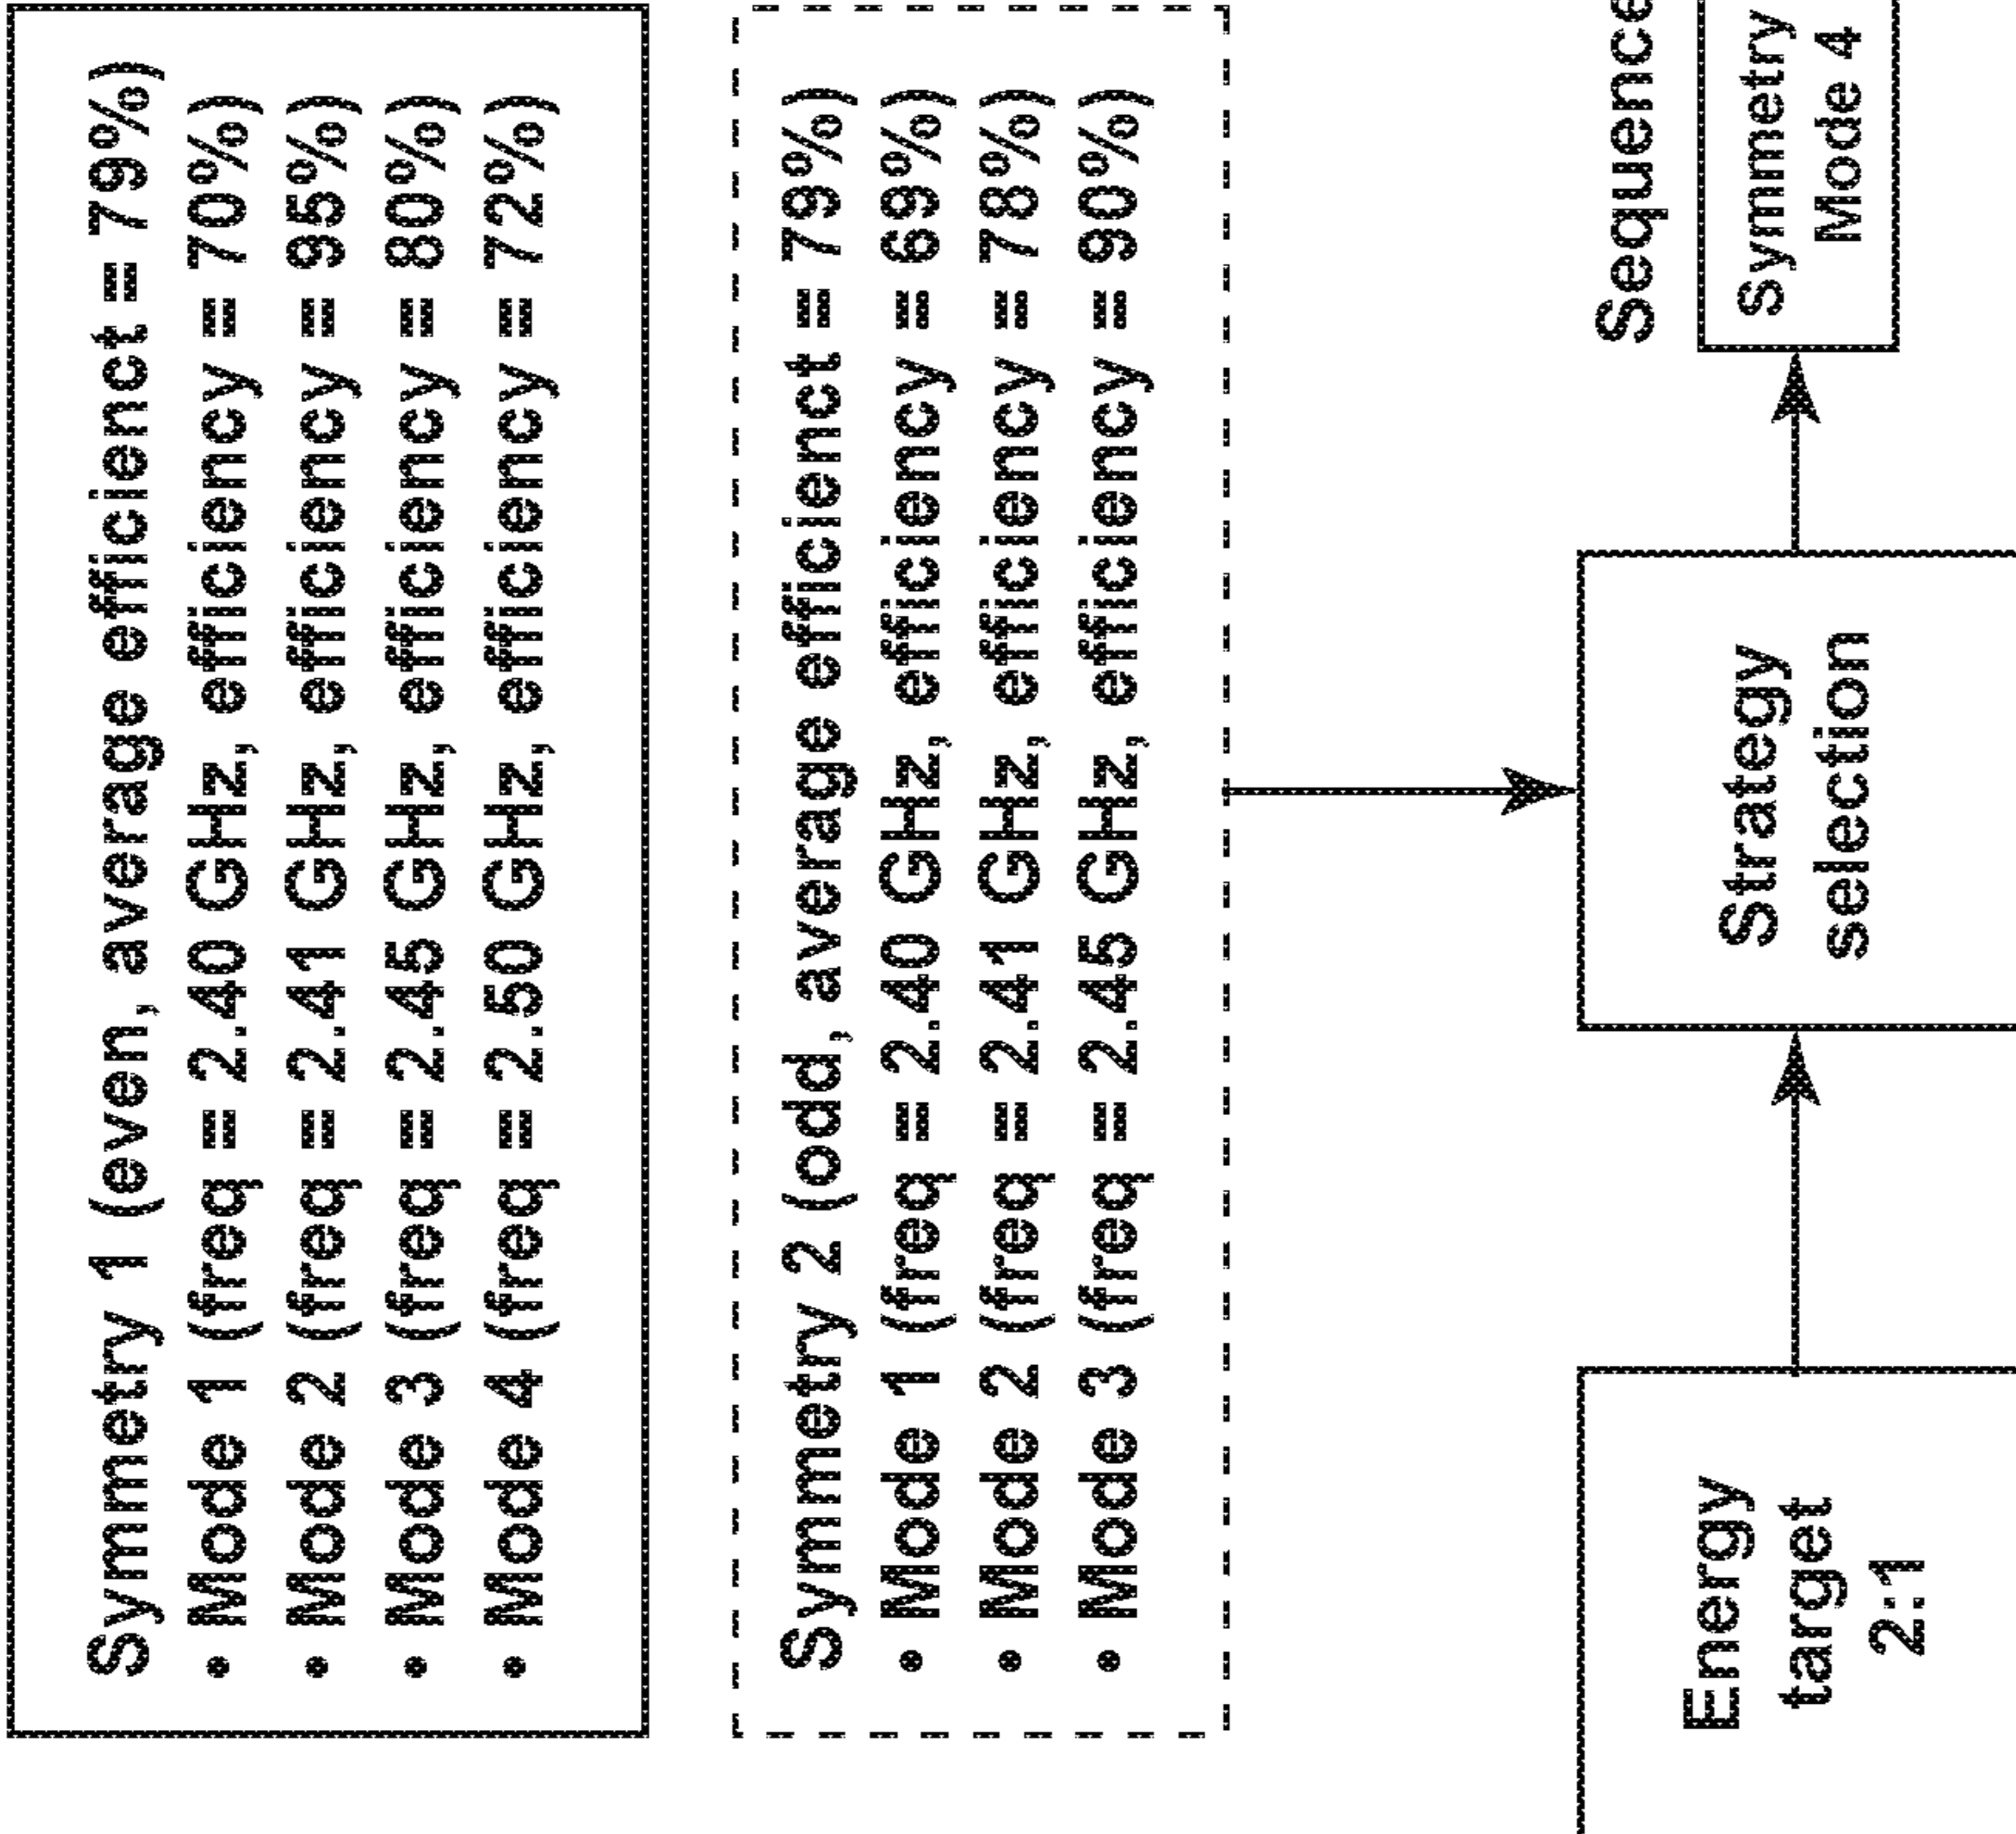 Symmetry 1 (even, average efficient = 79%)
• Mode 1 (freq = 2.40 GHz, efficiency = 70%)
• Mode 2 (freq = 2.41 GHz, efficiency = 95%)
• Mode 3 (freq = 2.45 GHz, efficiency = 80%)
• Mode 4 (freq = 2.50 GHz, efficiency = 72%)
Symmetry 2 (odd, average efficient = 79%)
• Mode 1 (freq = 2.40 GHz, efficiency = 69%)
• Mode 2 (freq = 2.41 GHz, efficiency = 78%)
• Mode 3 (freq = 2.45 GHz, efficiency = 90%)
Energy
target
2:1
Strategy
selection
Sequence
Symmetry
Mode 4